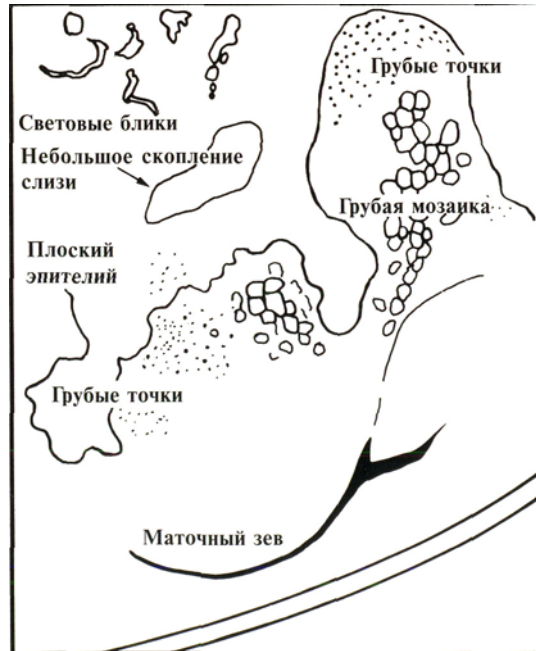 Грубые точки
Световые блики
Небольшое скопление
слизи
Грубая мозаика
Плоский
эпителий
Грубые точки
Маточный зев